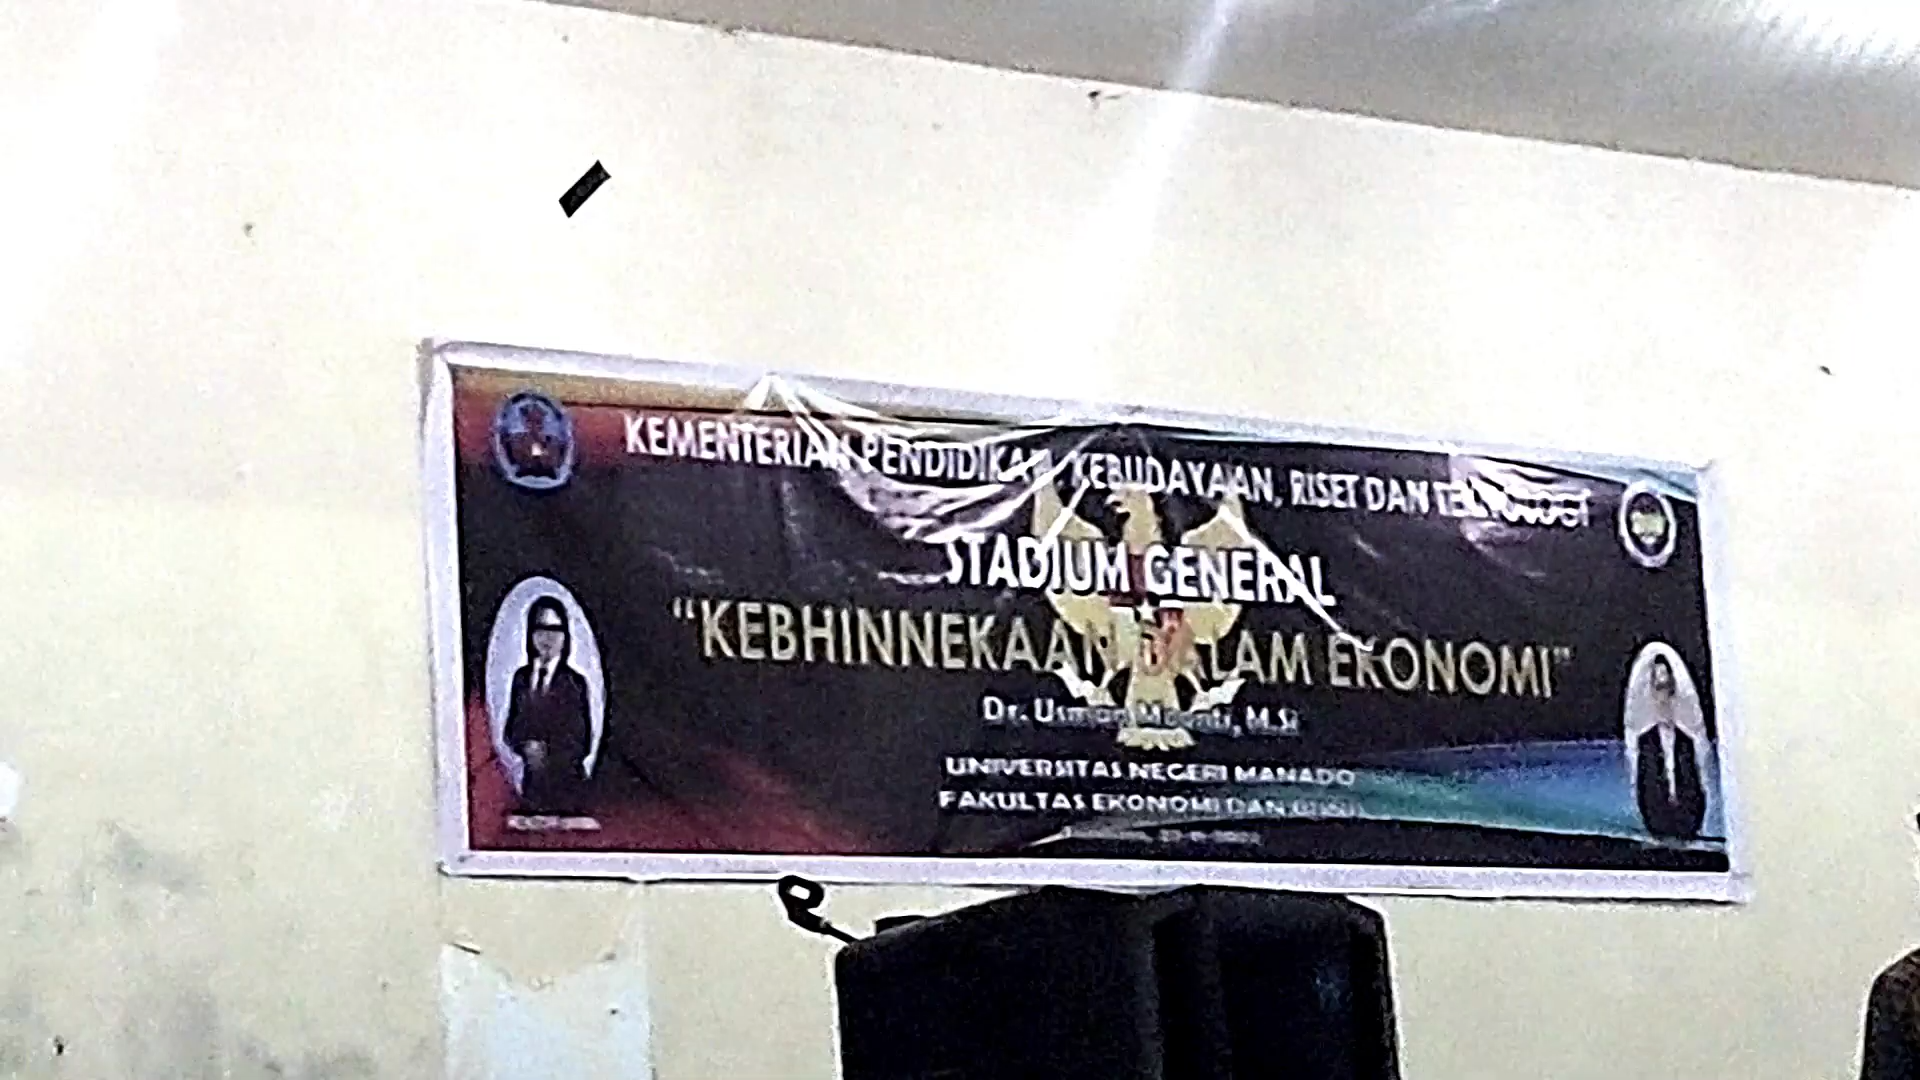 KEMENTERIAN PENDIDIKAN, KEBUDAYAAN, RISET DAN TEKNOLOGI
STADIUM GENERAL
“KEBHINNEKAAN DALAM EKONOMI”
Dr. Usman Moonti, M.Si
UNIVERSITAS NEGERI MANADO
FAKULTAS EKONOMI DAN BISNIS